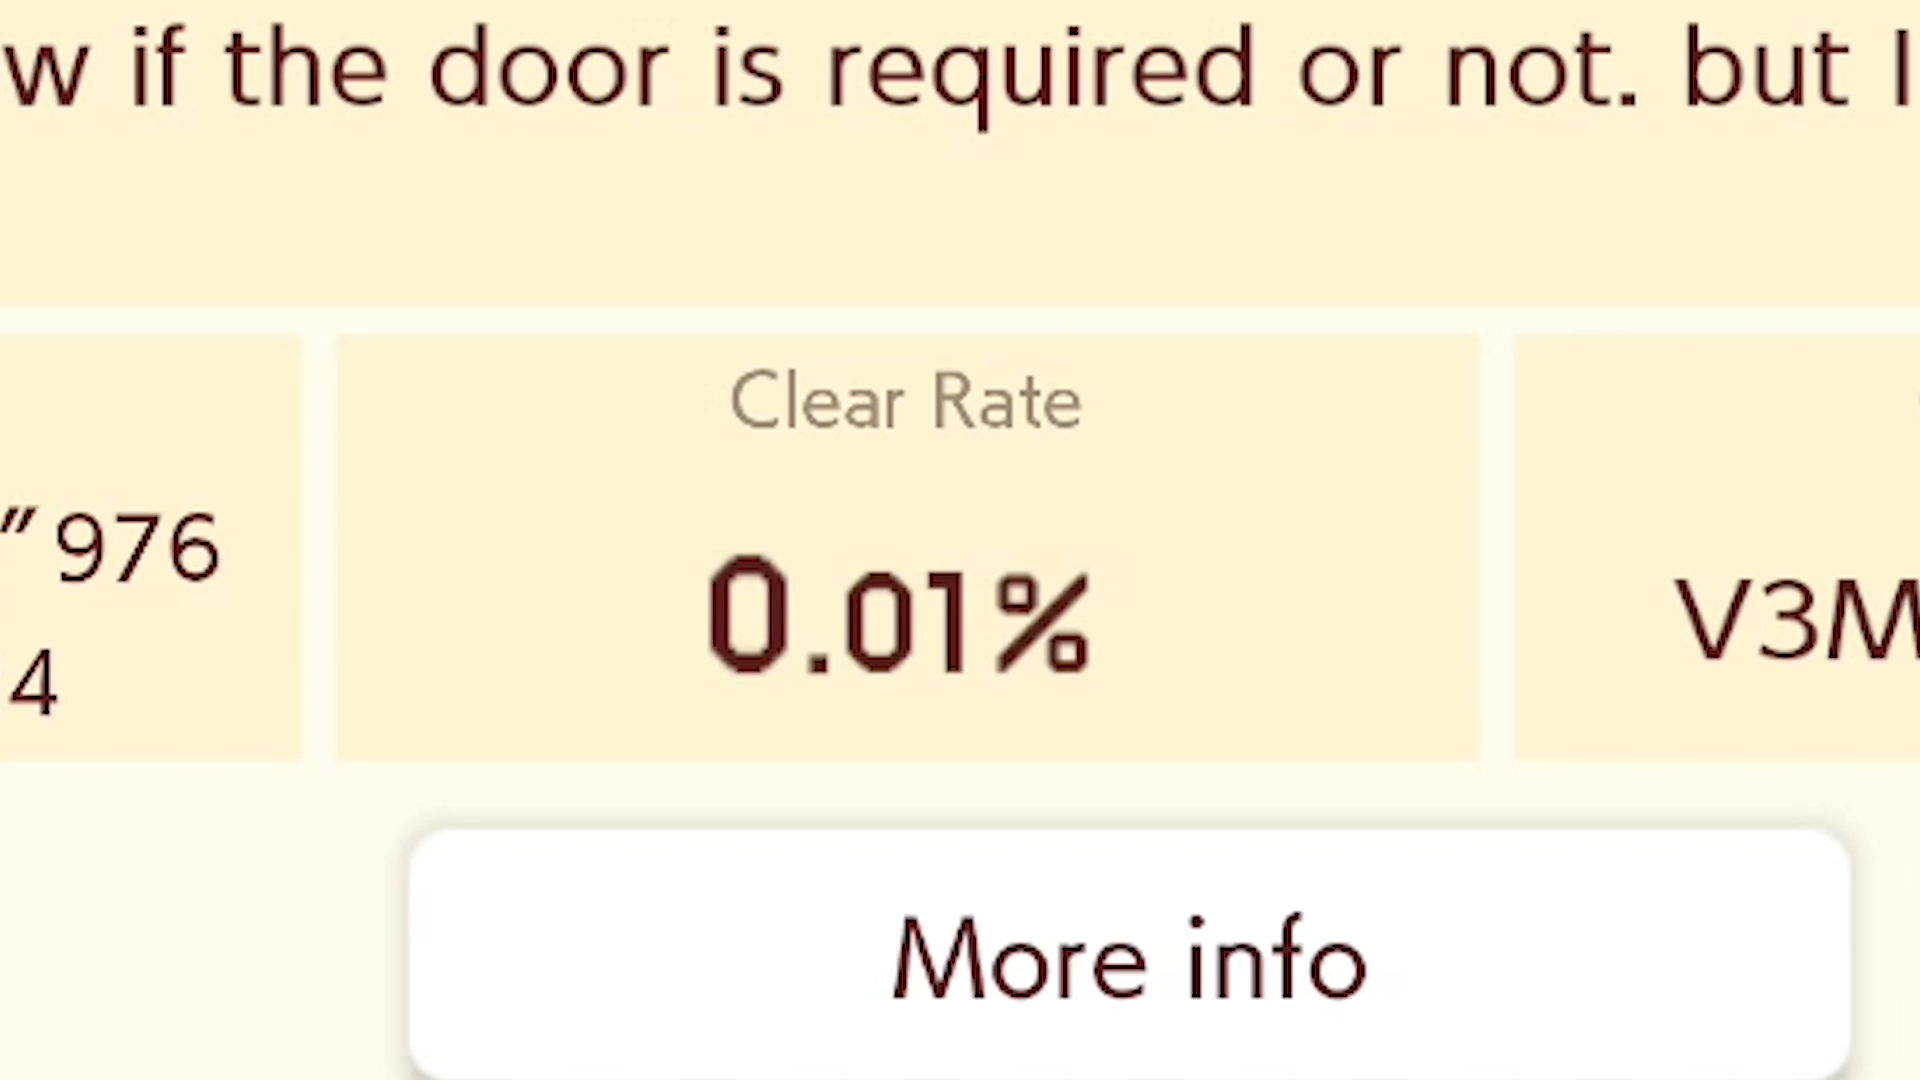 w if the door is required or not. but I
Clear Rate
″976
4
0.01%
V3M
More info